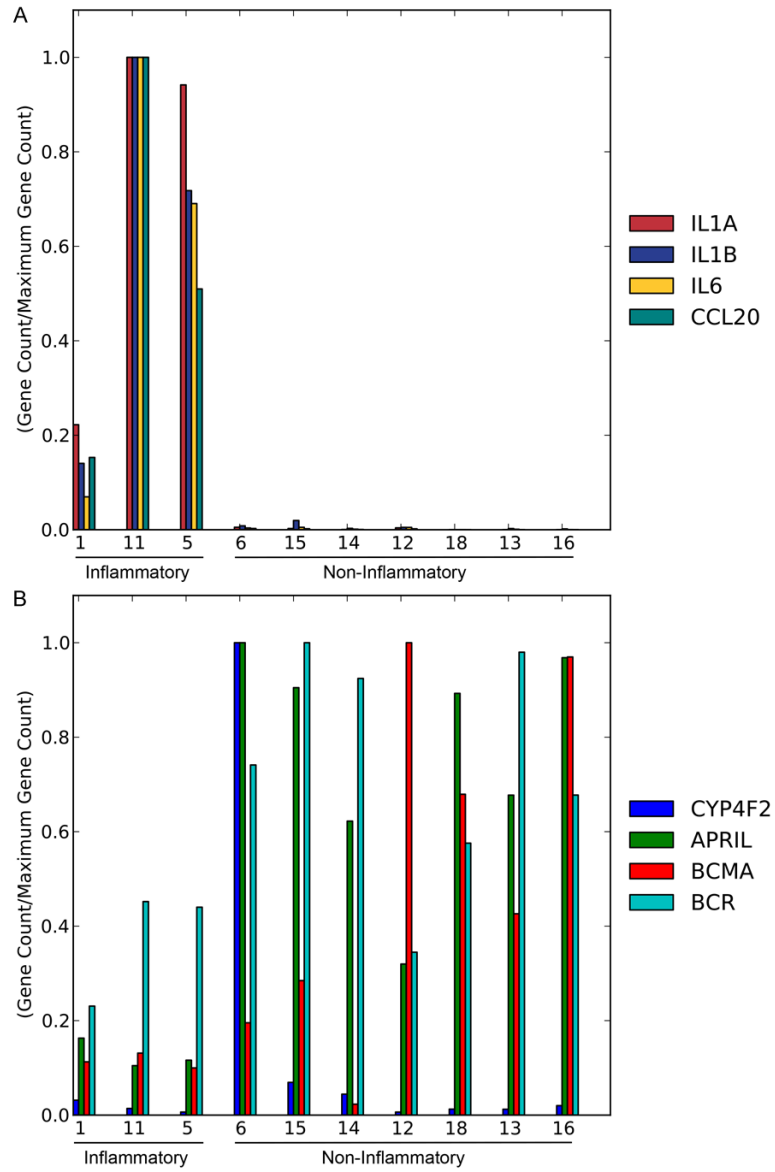 A
(Gene Count/Maximum Gene Count)
1.0
0.8
0.6
0.4
0.2
0.0
1 11 5 6 15 14 12 18 13 16
Inflammatory Non-Inflammatory
IL1A
IL1B
IL6
CCL20
B
(Gene Count/Maximum Gene Count)
1.0
0.8
0.6
0.4
0.2
0.0
1 11 5 6 15 14 12 18 13 16
Inflammatory Non-Inflammatory
CYP4F2
APRIL
BCMA
BCR